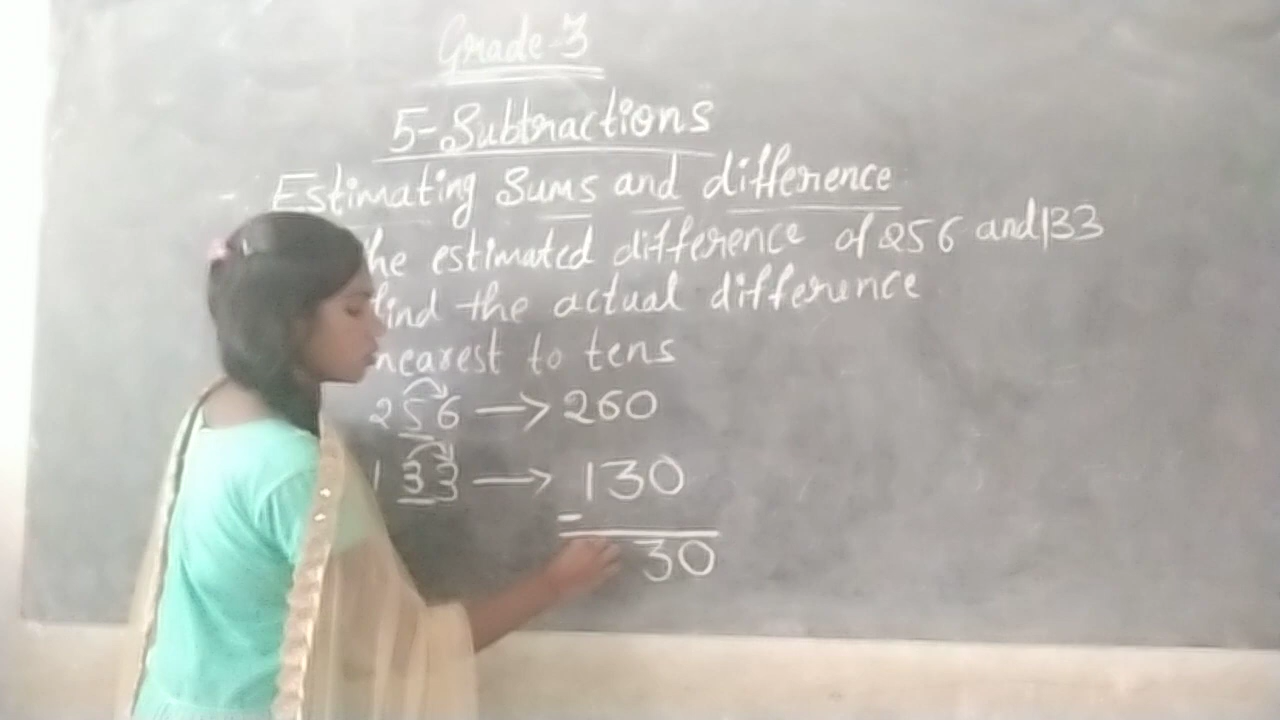 Grade-3
5-Subtractions
- Estimating Sums and difference
he estimated difference of 256 and 133
find the actual difference
nearest to tens
256 → 260
133 → 130
-
30